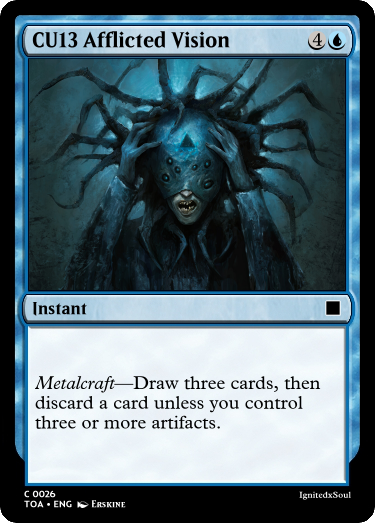 CU13 Afflicted Vision 4
Instant
Metalcraft—Draw three cards, then
discard a card unless you control
three or more artifacts.
C 0026
TOA • ENG Erskine
IgnitedxSoul